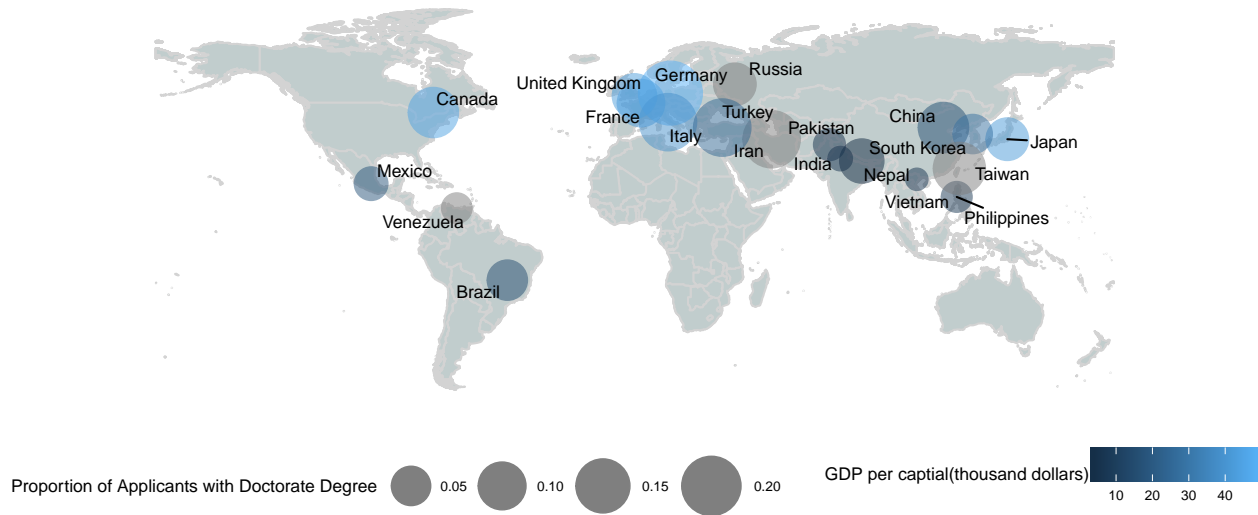 Russia
Germany
United Kingdom
Canada
Turkey
China
France
Pakistan
Italy
Japan
South Korea
Iran
India
Mexico
Nepal
Taiwan
Vietnam
Venezuela
Philippines
Brazil
Proportion of Applicants with Doctorate Degree
0.05
0.10
0.15
0.20
GDP per captial(thousand dollars)
10 20 30 40